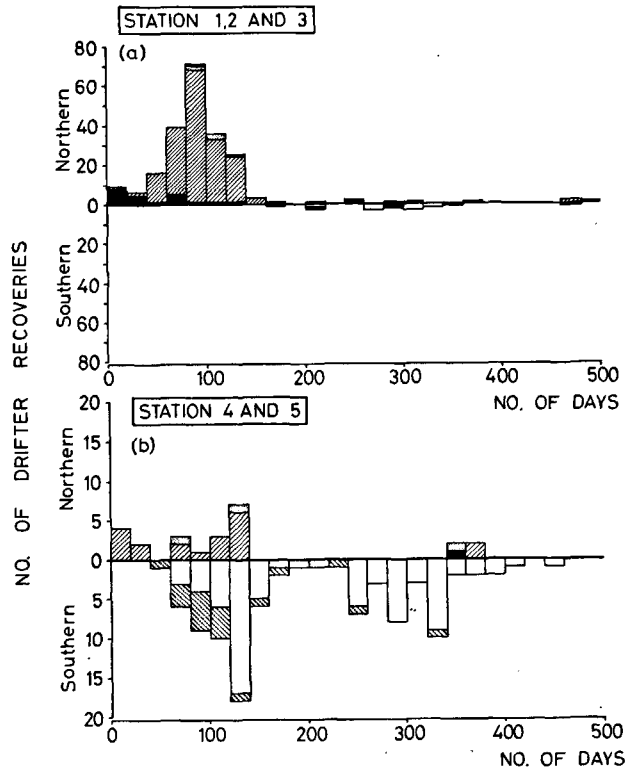 STATION 1,2 AND 3
(a)
80
60
40
20
0
20
40
60
80
Northern
Southern
0 100 200 300 400 500
NO. OF DAYS
NO. OF DRIFTER RECOVERIES
STATION 4 AND 5
(b)
20
15
10
5
0
5
10
15
20
Northern
Southern
0 100 200 300 400 500
NO. OF DAYS